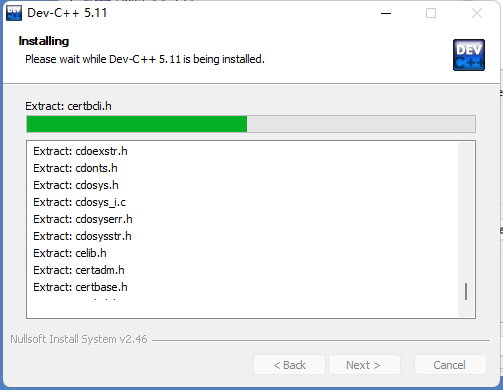 Dev-C++ 5.11
Installing
Please wait while Dev-C++ 5.11 is being installed.
DEV
C++
Extract: certbcli.h
Extract: cdoexstr.h
Extract: cdonts.h
Extract: cdosys.h
Extract: cdosys_i.c
Extract: cdosyserr.h
Extract: cdosysstr.h
Extract: celib.h
Extract: certadm.h
Extract: certbase.h
Nullsoft Install System v2.46
< Back
Next >
Cancel